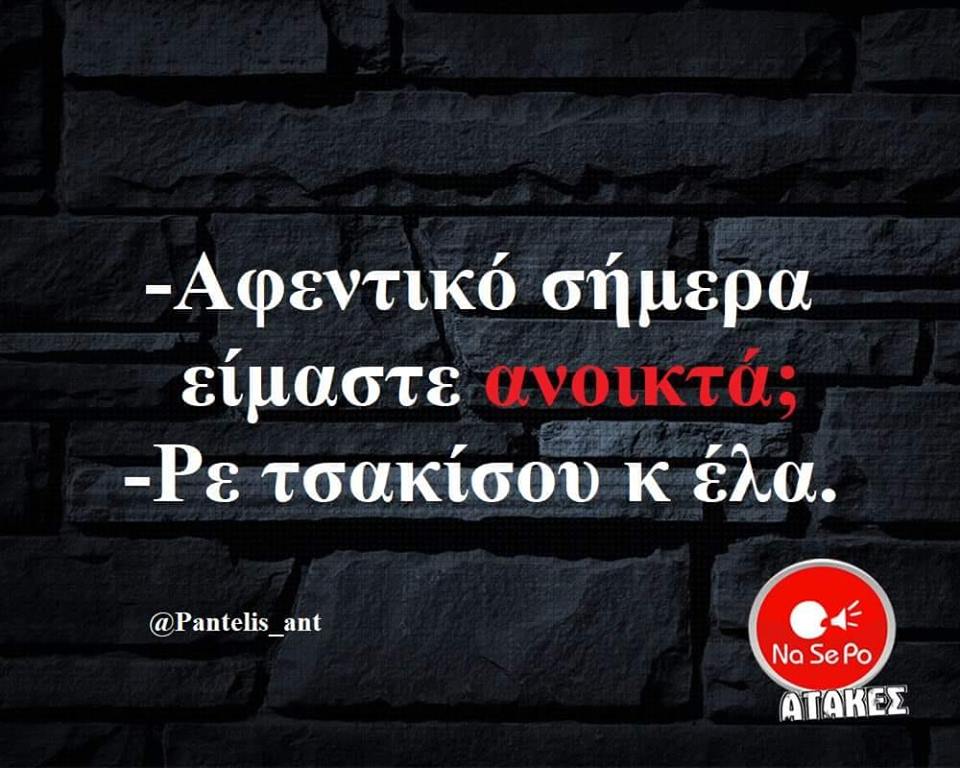 -Αφεντικό σήμερα
είμαστε ανοικτά;
-Ρε τσακίσου κ έλα.
@Pantelis_ant
Na Se Po
ΑΤΑΚΕΣ